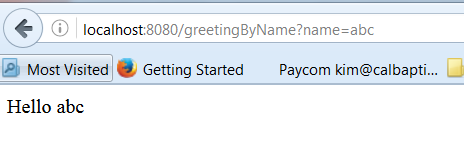 localhost:8080/greetingByName?name=abc
Most Visited Getting Started Paycom kim@calbapti...
Hello abc